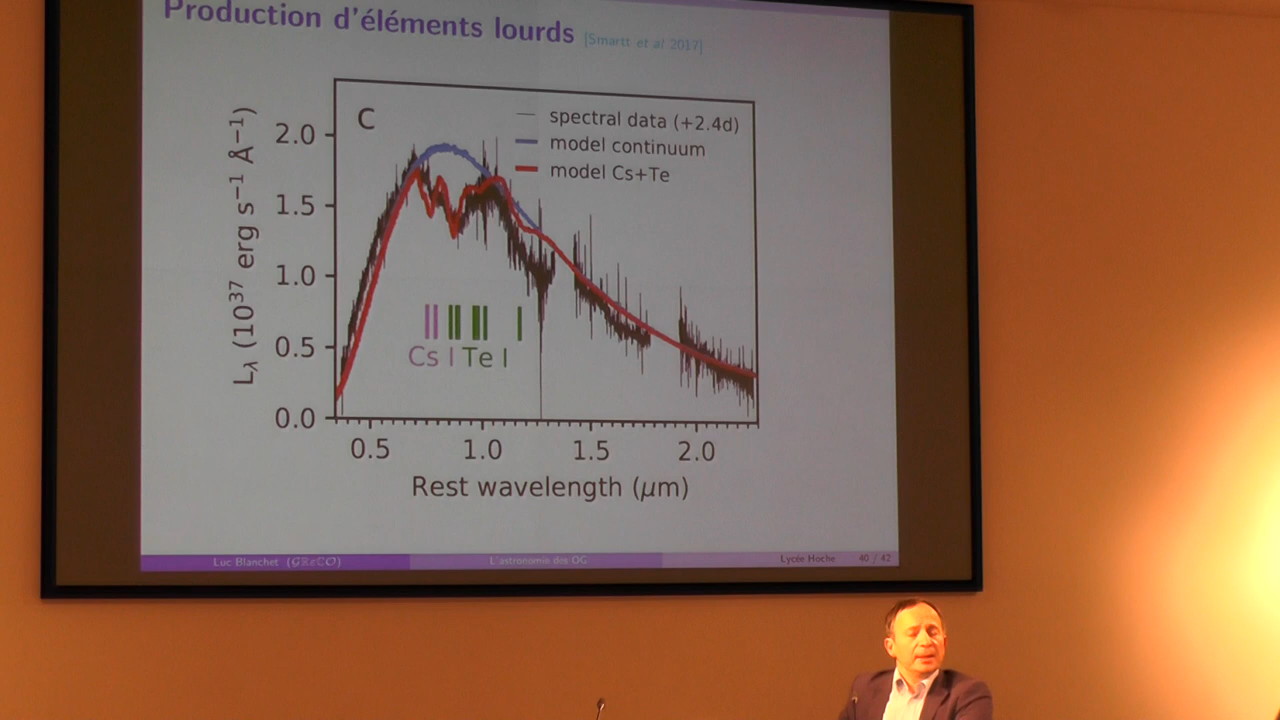 Production d'éléments lourds [Smartt et al 2017]
C
spectral data (+2.4d)
model continuum
model Cs+Te
L_λ (10^37 erg s^−1 Å^−1)
2.0
1.5
1.0
0.5
0.0
Cs I Te I
0.5 1.0 1.5 2.0
Rest wavelength (μm)
Luc Blanchet (GRεCO) L'astronomie des OG Lycée Hoche 40 / 42